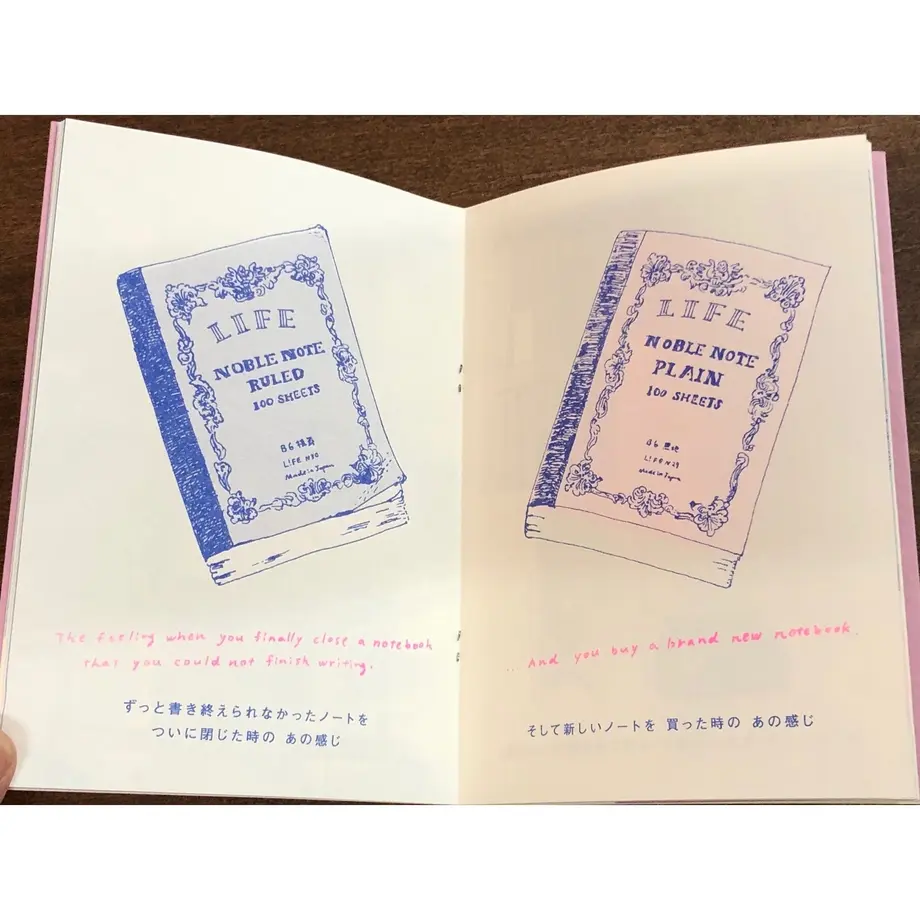 LIFE
NOBLE NOTE
RULED
100 SHEETS
B6 横罫
LIFE N30
Made in Japan
The feeling when you finally close a notebook
that you could not finish writing.
ずっと書き終えられなかったノートを
ついに閉じた時の あの感じ
LIFE
NOBLE NOTE
PLAIN
100 SHEETS
B6 無地
LIFE N29
Made in Japan
... And you buy a brand new notebook.
そして新しいノートを 買った時の あの感じ